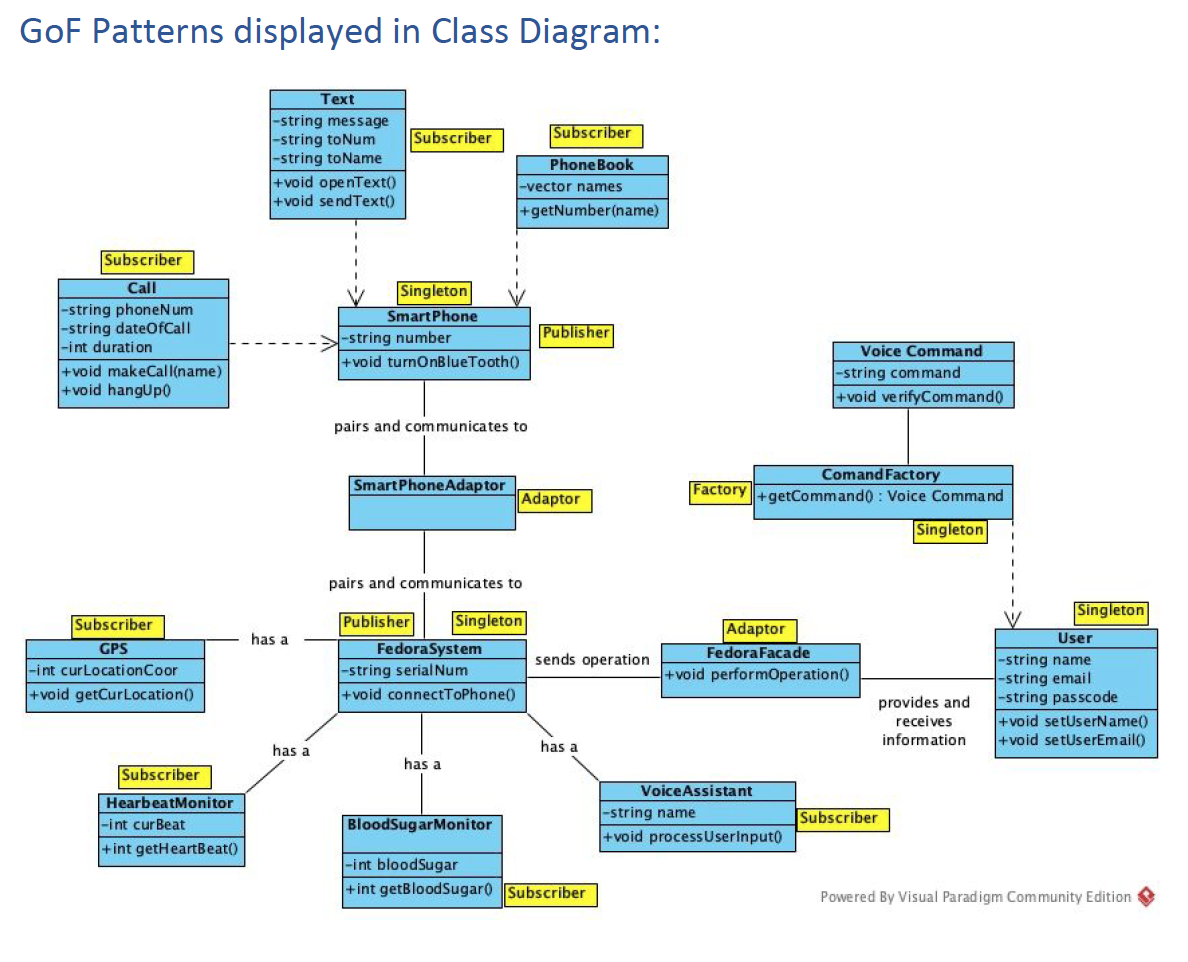 GoF Patterns displayed in Class Diagram:
Text
-string message
-string toNum
-string toName
+void openText()
+void sendText()
Subscriber
Subscriber
PhoneBook
-vector names
+getNumber(name)
Subscriber
Call
-string phoneNum
-string dateOfCall
-int duration
+void makeCall(name)
+void hangUp()
Singleton
SmartPhone
-string number
+void turnOnBlueTooth()
Publisher
pairs and communicates to
Voice Command
-string command
+void verifyCommand()
SmartPhoneAdaptor
Adaptor
Factory
ComandFactory
+getCommand() : Voice Command
Singleton
pairs and communicates to
Subscriber
GPS
-int curLocationCoor
+void getCurLocation()
has a
Publisher
Singleton
FedoraSystem
-string serialNum
+void connectToPhone()
sends operation
Adaptor
FedoraFacade
+void performOperation()
provides and
receives
information
Singleton
User
-string name
-string email
-string passcode
+void setUserName()
+void setUserEmail()
has a
has a
has a
Subscriber
HearbeatMonitor
-int curBeat
+int getHeartBeat()
BloodSugarMonitor
-int bloodSugar
+int getBloodSugar()
Subscriber
VoiceAssistant
-string name
+void processUserInput()
Subscriber
Powered By Visual Paradigm Community Edition